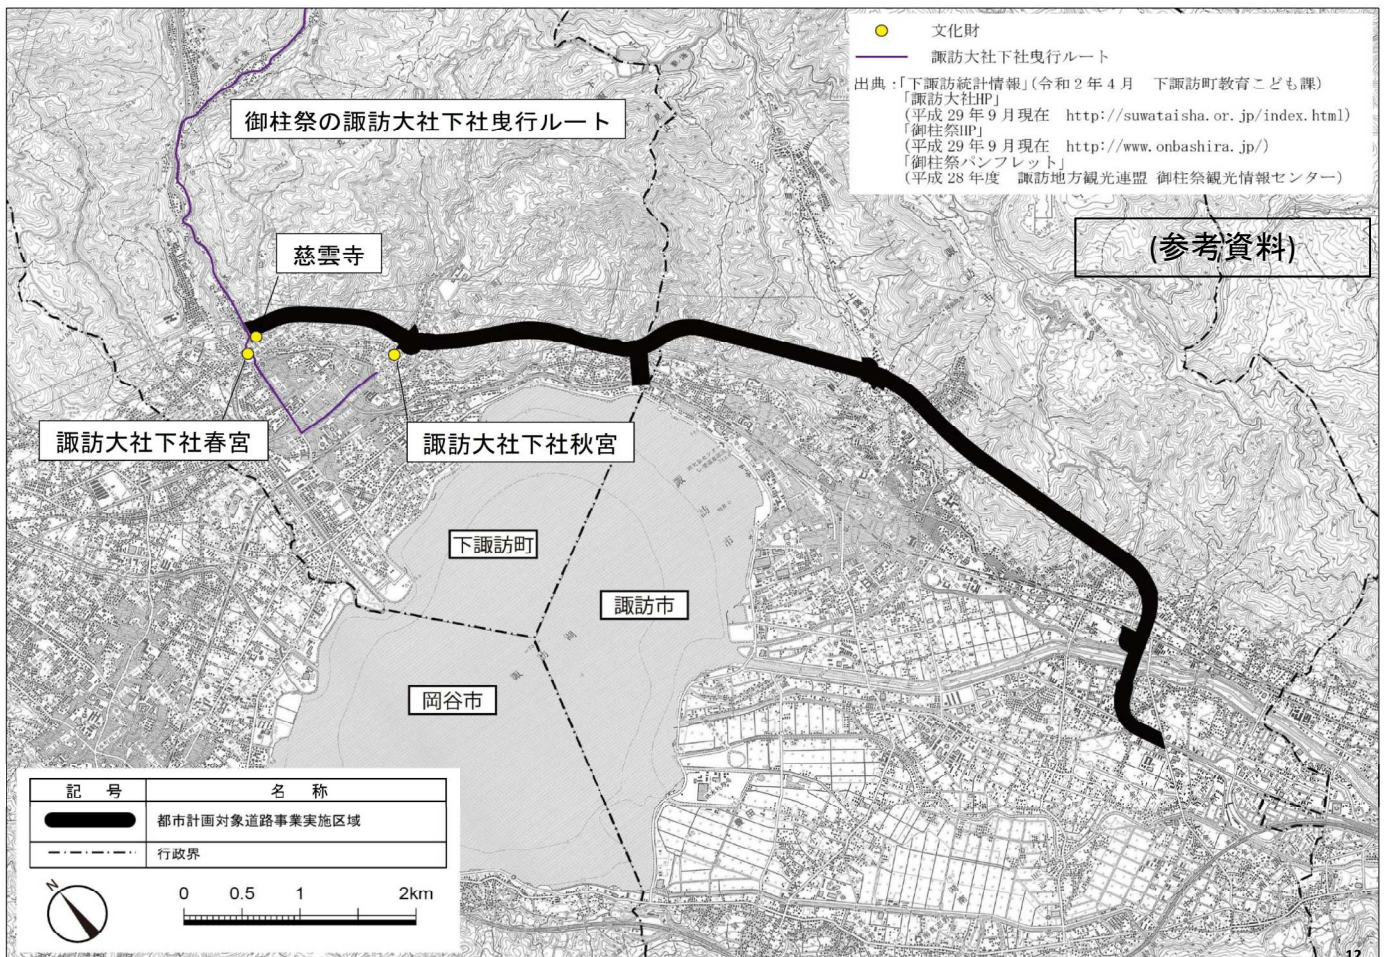 文化財
諏訪大社下社曳行ルート
出典:「下諏訪統計情報」(令和2年4月 下諏訪町教育こども課)
「諏訪大社HP」
(平成29年9月現在 http://suwataisha.or.jp/index.html)
「御柱祭HP」
(平成29年9月現在 http://www.onbashira.jp/)
「御柱祭パンフレット」
(平成28年度 諏訪地方観光連盟 御柱祭観光情報センター)
御柱祭の諏訪大社下社曳行ルート
(参考資料)
慈雲寺
諏訪大社下社春宮
諏訪大社下社秋宮
下諏訪町
諏訪市
岡谷市
記 号 名 称
都市計画対象道路事業実施区域
行政界
N
0 0.5 1 2km
12